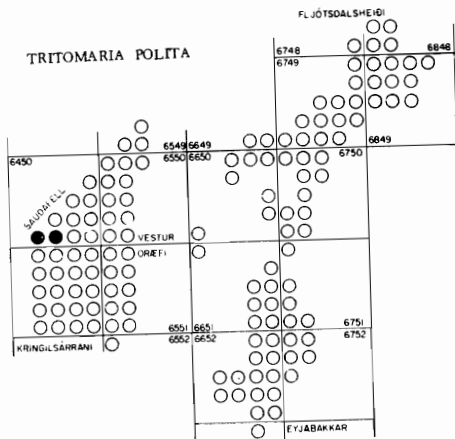 FLJÓTSDALSHEIÐI
TRITOMARIA POLITA
6748 6848
6749
6549 6649 6849
6450 6550 6650 6750
SAUÐAFELL
VESTUR
ÖRÆFI
6551 6651 6751
6552 6652 6752
KRINGILSÁRRANI
EYJABAKKAR